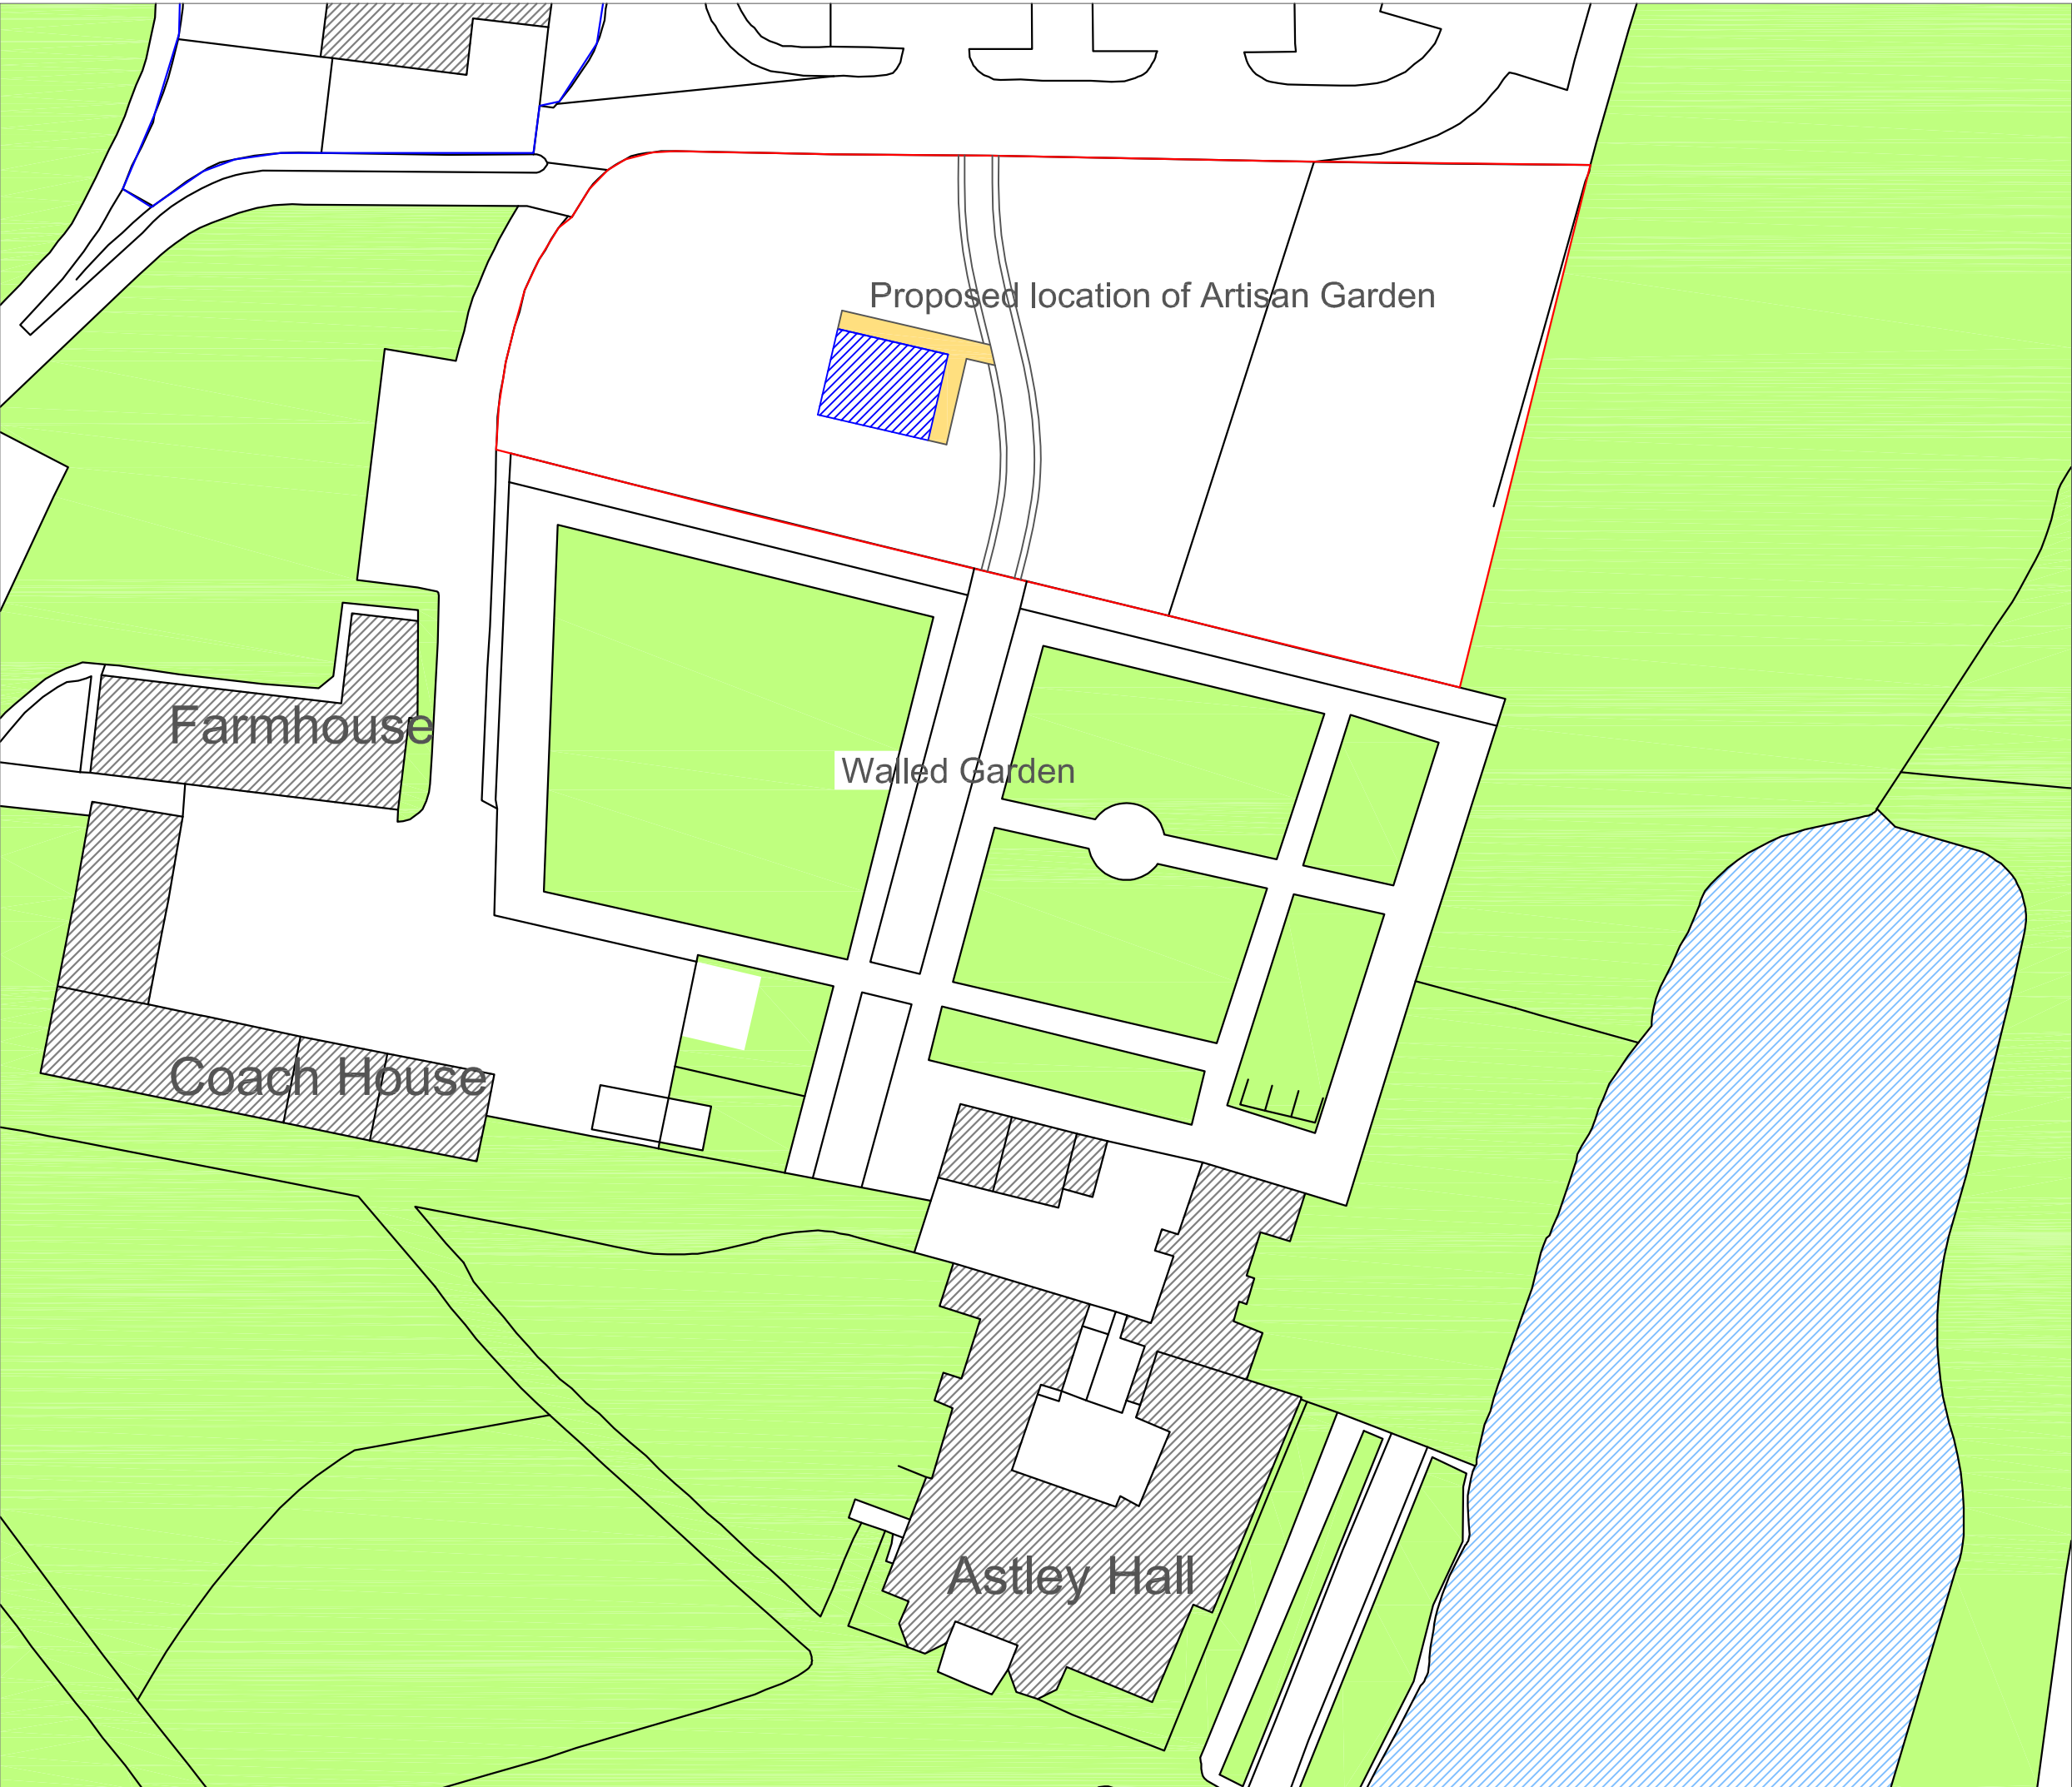 Proposed location of Artisan Garden
Farmhouse
Walled Garden
Coach House
Astley Hall